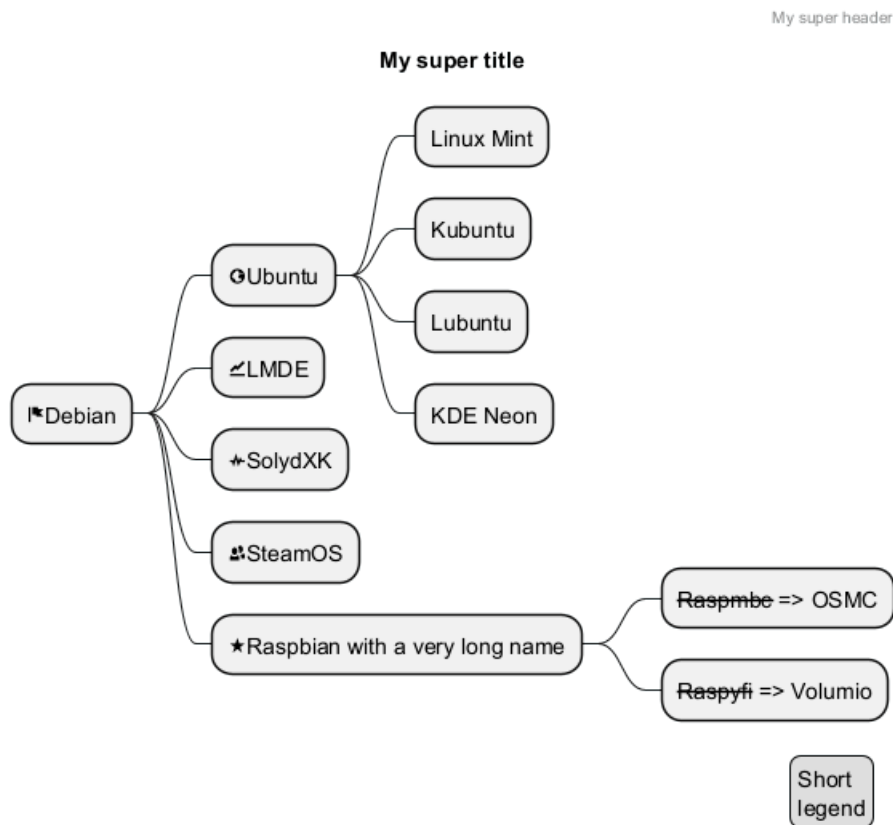 My super header
My super title
Linux Mint
Kubuntu
Ubuntu
Lubuntu
LMDE
KDE Neon
Debian
SolydXK
SteamOS
Raspmbc => OSMC
Raspbian with a very long name
Raspyfi => Volumio
Short
legend